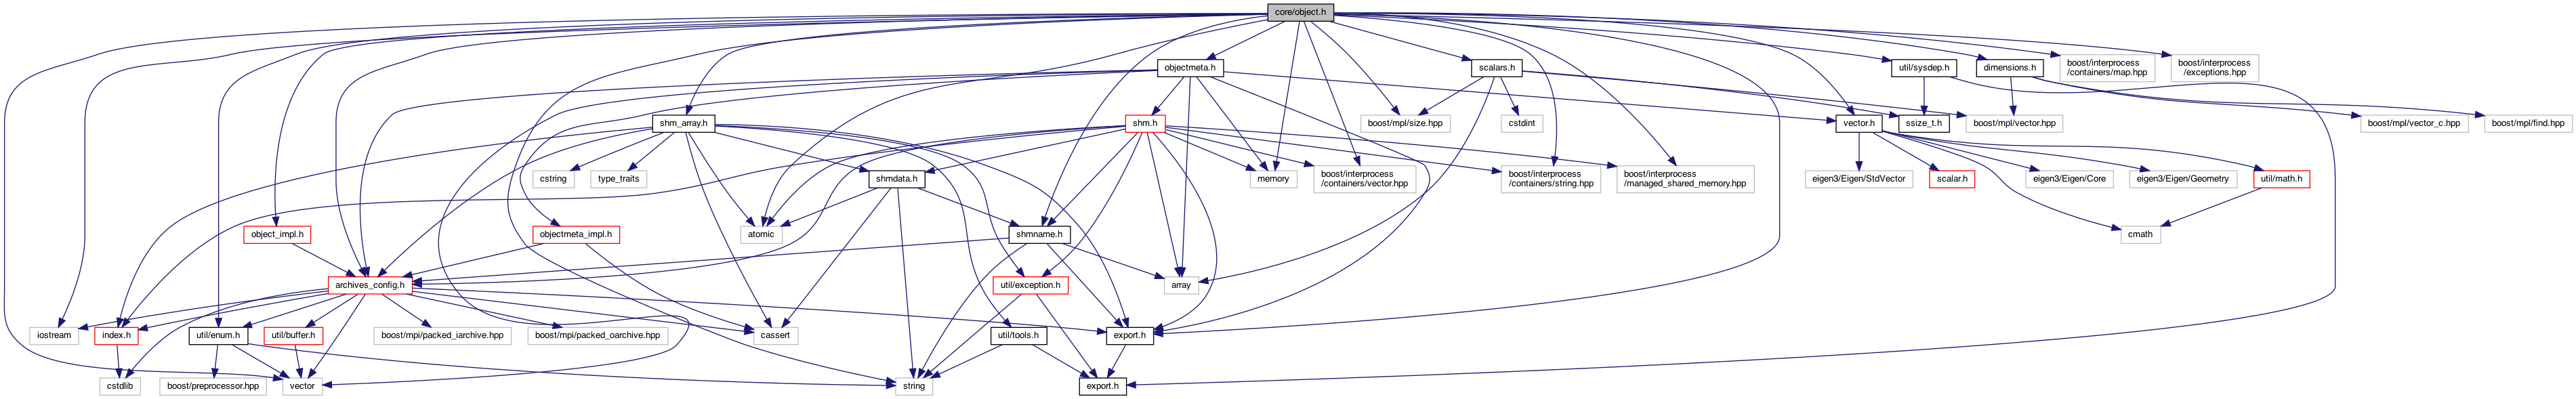 core/object.h
objectmeta.h
scalars.h
util/sysdep.h
dimensions.h
boost/interprocess
/containers/map.hpp
boost/interprocess
/exceptions.hpp
shm_array.h
shm.h
boost/mpl/size.hpp
cstdint
vector.h
ssize_t.h
boost/mpl/vector.hpp
boost/mpl/vector_c.hpp
boost/mpl/find.hpp
cstring
type_traits
shmdata.h
memory
boost/interprocess
/containers/vector.hpp
boost/interprocess
/containers/string.hpp
boost/interprocess
/managed_shared_memory.hpp
eigen3/Eigen/StdVector
scalar.h
eigen3/Eigen/Core
eigen3/Eigen/Geometry
util/math.h
object_impl.h
objectmeta_impl.h
atomic
shmname.h
cmath
archives_config.h
util/exception.h
array
iostream
index.h
util/enum.h
util/buffer.h
boost/mpi/packed_iarchive.hpp
boost/mpi/packed_oarchive.hpp
cassert
util/tools.h
export.h
cstdlib
boost/preprocessor.hpp
vector
string
export.h